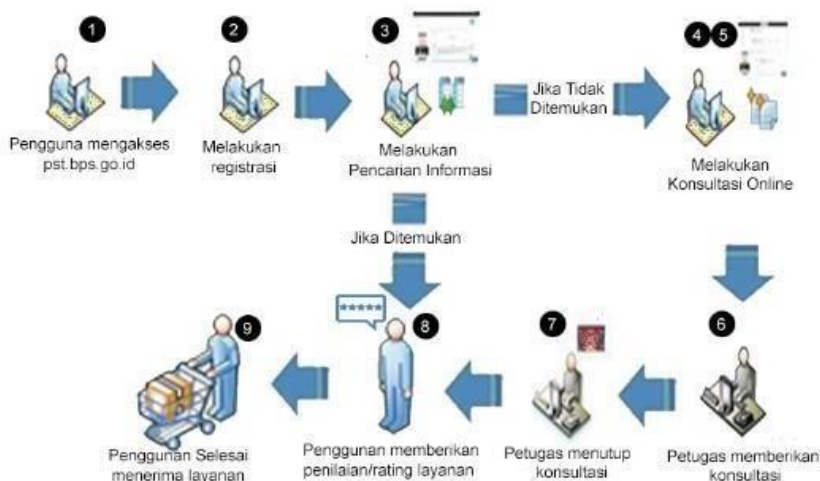 1
Pengguna mengakses
pst.bps.go.id
2
Melakukan
registrasi
3
Melakukan
Pencarian Informasi
Jika Tidak
Ditemukan
4 5
Melakukan
Konsultasi Online
Jika Ditemukan
6
Petugas memberikan
konsultasi
7
Petugas menutup
konsultasi
*****
8
Penggunan memberikan
penilaian/rating layanan
9
Penggunan Selesai
menerima layanan